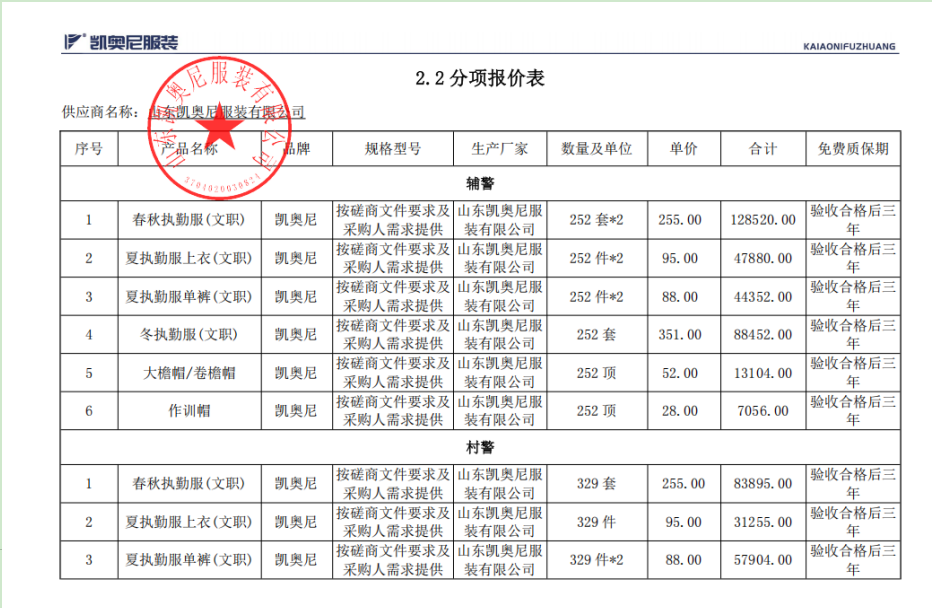 凯奥尼服装
KAIAONIFUZHUANG
2.2分项报价表
供应商名称：山东凯奥尼服装有限公司
山东凯奥尼服装有限公司
序号 产品名称 品牌 规格型号 生产厂家 数量及单位 单价 合计 免费质保期
辅警
1 春秋执勤服(文职) 凯奥尼 按磋商文件要求及采购人需求提供 山东凯奥尼服装有限公司 252 套*2 255.00 128520.00 验收合格后三年
2 夏执勤服上衣(文职) 凯奥尼 按磋商文件要求及采购人需求提供 山东凯奥尼服装有限公司 252 件*2 95.00 47880.00 验收合格后三年
3 夏执勤服单裤(文职) 凯奥尼 按磋商文件要求及采购人需求提供 山东凯奥尼服装有限公司 252 件*2 88.00 44352.00 验收合格后三年
4 冬执勤服(文职) 凯奥尼 按磋商文件要求及采购人需求提供 山东凯奥尼服装有限公司 252 套 351.00 88452.00 验收合格后三年
5 大檐帽/卷檐帽 凯奥尼 按磋商文件要求及采购人需求提供 山东凯奥尼服装有限公司 252 顶 52.00 13104.00 验收合格后三年
6 作训帽 凯奥尼 按磋商文件要求及采购人需求提供 山东凯奥尼服装有限公司 252 顶 28.00 7056.00 验收合格后三年
村警
1 春秋执勤服(文职) 凯奥尼 按磋商文件要求及采购人需求提供 山东凯奥尼服装有限公司 329 套 255.00 83895.00 验收合格后三年
2 夏执勤服上衣(文职) 凯奥尼 按磋商文件要求及采购人需求提供 山东凯奥尼服装有限公司 329 件 95.00 31255.00 验收合格后三年
3 夏执勤服单裤(文职) 凯奥尼 按磋商文件要求及采购人需求提供 山东凯奥尼服装有限公司 329 件*2 88.00 57904.00 验收合格后三年